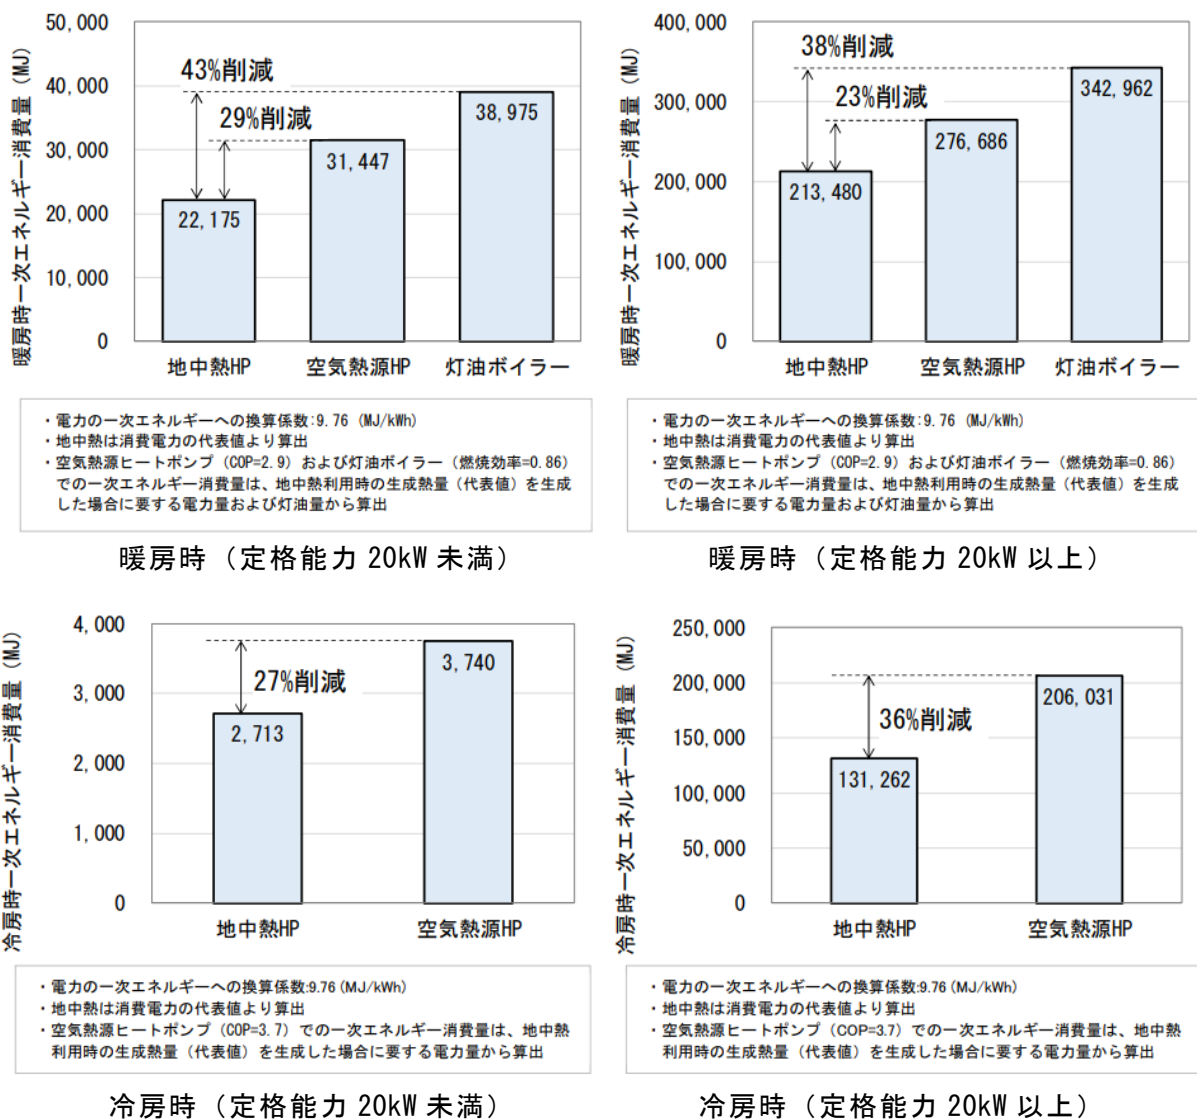 暖房時一次エネルギー消費量 (MJ)
50,000
40,000
30,000
20,000
10,000
0
43%削減
29%削減
38,975
31,447
22,175
地中熱HP 空気熱源HP 灯油ボイラー
・電力の一次エネルギーへの換算係数:9.76 (MJ/kWh)
・地中熱は消費電力の代表値より算出
・空気熱源ヒートポンプ（COP=2.9）および灯油ボイラー（燃焼効率=0.86）
での一次エネルギー消費量は、地中熱利用時の生成熱量（代表値）を生成
した場合に要する電力量および灯油量から算出
暖房時（定格能力 20kW 未満）
暖房時一次エネルギー消費量 (MJ)
400,000
300,000
200,000
100,000
0
38%削減
23%削減
342,962
276,686
213,480
地中熱HP 空気熱源HP 灯油ボイラー
・電力の一次エネルギーへの換算係数:9.76 (MJ/kWh)
・地中熱は消費電力の代表値より算出
・空気熱源ヒートポンプ（COP=2.9）および灯油ボイラー（燃焼効率=0.86）
での一次エネルギー消費量は、地中熱利用時の生成熱量（代表値）を生成
した場合に要する電力量および灯油量から算出
暖房時（定格能力 20kW 以上）
冷房時一次エネルギー消費量 (MJ)
4,000
3,000
2,000
1,000
0
27%削減
3,740
2,713
地中熱HP 空気熱源HP
・電力の一次エネルギーへの換算係数:9.76 (MJ/kWh)
・地中熱は消費電力の代表値より算出
・空気熱源ヒートポンプ（COP=3.7）での一次エネルギー消費量は、地中熱
利用時の生成熱量（代表値）を生成した場合に要する電力量から算出
冷房時（定格能力 20kW 未満）
冷房時一次エネルギー消費量 (MJ)
250,000
200,000
150,000
100,000
50,000
0
36%削減
206,031
131,262
地中熱HP 空気熱源HP
・電力の一次エネルギーへの換算係数:9.76 (MJ/kWh)
・地中熱は消費電力の代表値より算出
・空気熱源ヒートポンプ（COP=3.7）での一次エネルギー消費量は、地中熱
利用時の生成熱量（代表値）を生成した場合に要する電力量から算出
冷房時（定格能力 20kW 以上）